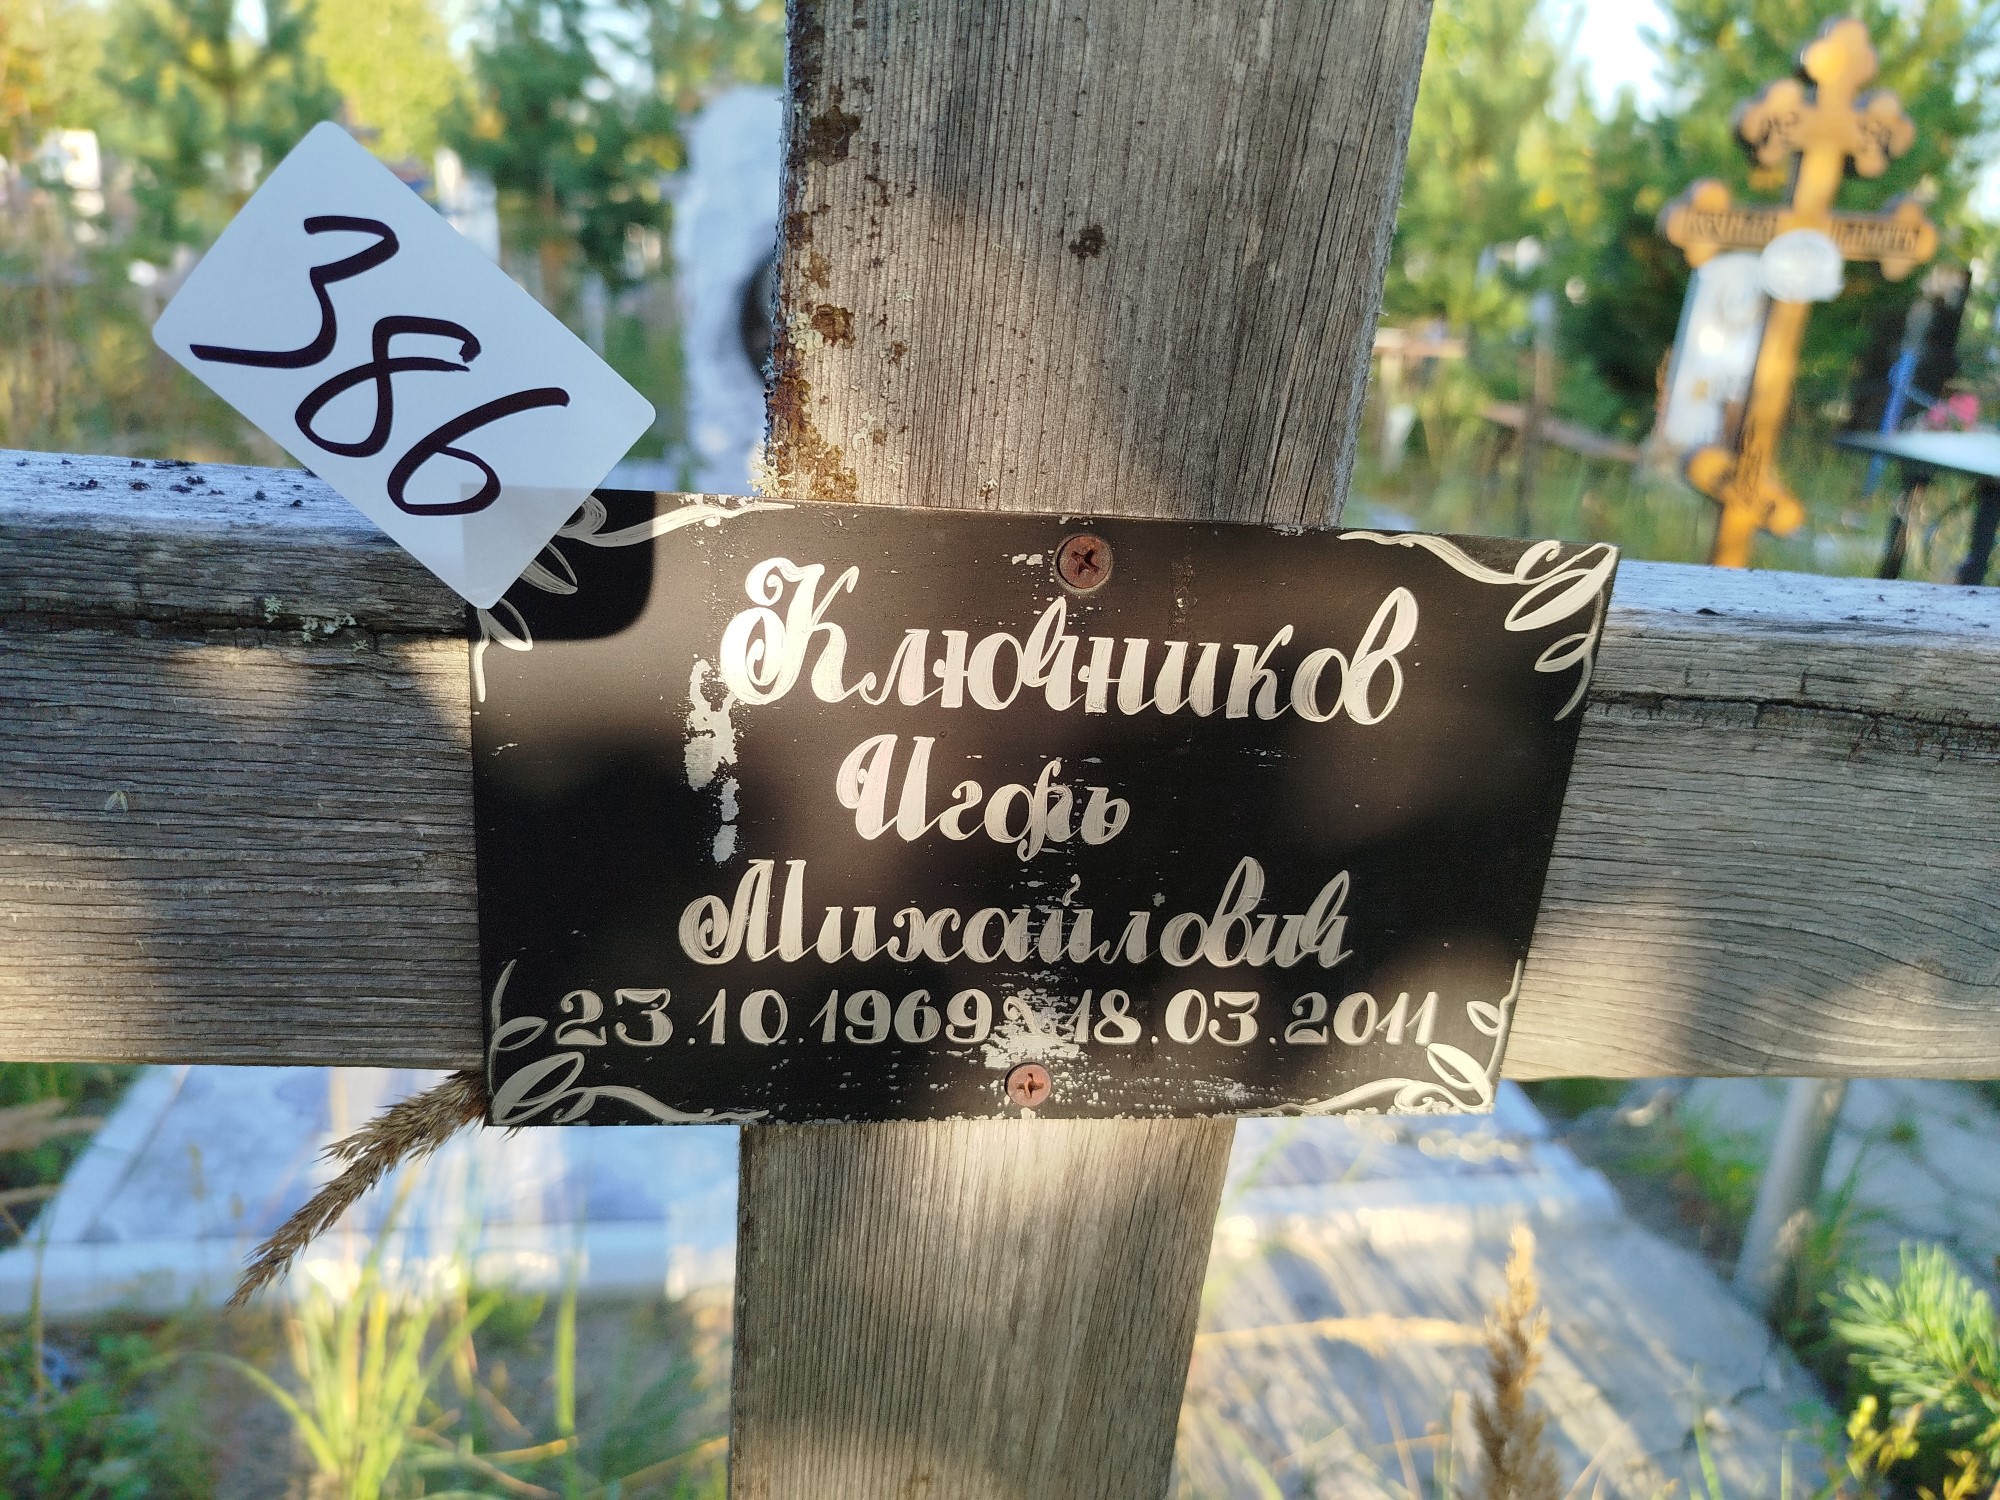 386
Ключников
Игорь
Михайлович
23.10.1969~18.03.2011